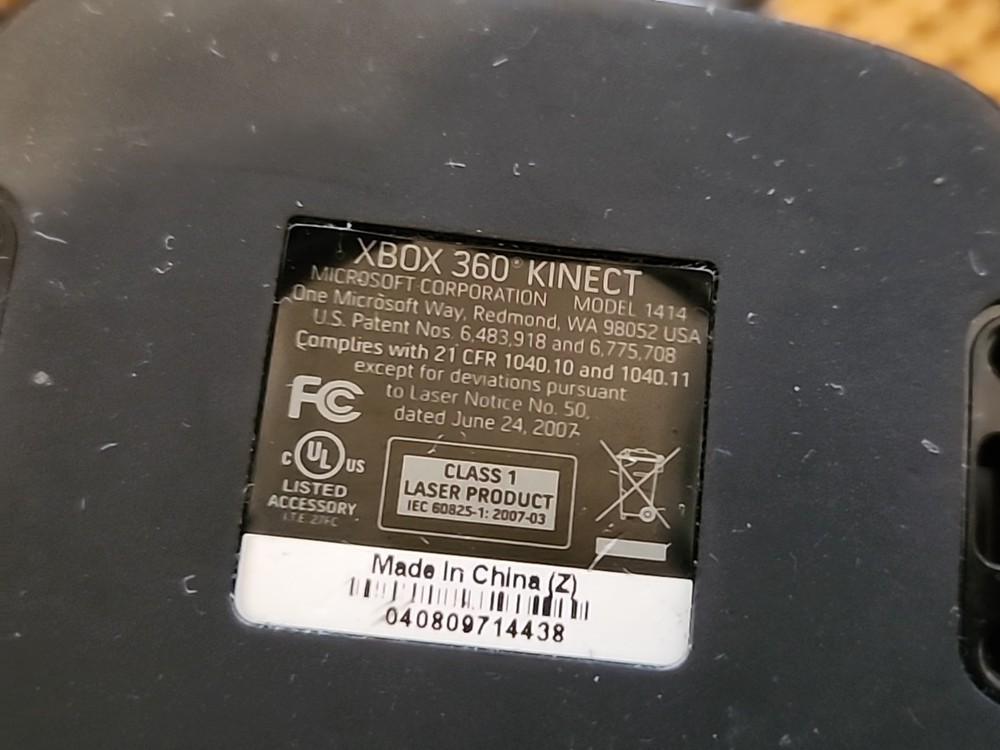 XBOX 360® KINECT
MICROSOFT CORPORATION MODEL 1414
One Microsoft Way, Redmond, WA 98052 USA
U.S. Patent Nos. 6,483,918 and 6,775,708
Complies with 21 CFR 1040.10 and 1040.11
except for deviations pursuant
to Laser Notice No. 50,
dated June 24, 2007
FC
C UL US
LISTED
ACCESSORY
I.T.E. 27FC
CLASS 1
LASER PRODUCT
IEC 60825-1: 2007-03
Made In China (Z)
040809714438